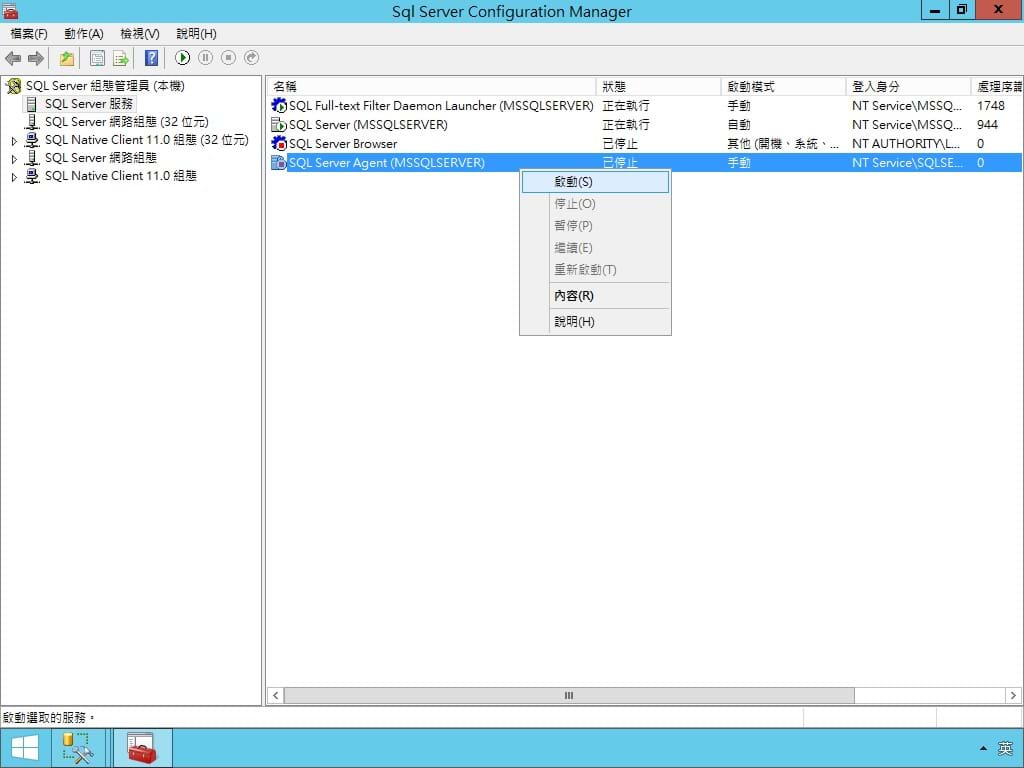 Sql Server Configuration Manager
檔案(F) 動作(A) 檢視(V) 說明(H)
SQL Server 組態管理員 (本機)
SQL Server 服務
SQL Server 網路組態 (32 位元)
SQL Native Client 11.0 組態 (32 位元)
SQL Server 網路組態
SQL Native Client 11.0 組態
名稱 狀態 啟動模式 登入身分 處理序識
SQL Full-text Filter Daemon Launcher (MSSQLSERVER) 正在執行 手動 NT Service\MSSQ... 1748
SQL Server (MSSQLSERVER) 正在執行 自動 NT Service\MSSQ... 944
SQL Server Browser 已停止 其他 (開機、系統、... NT AUTHORITY\L... 0
SQL Server Agent (MSSQLSERVER) 已停止 手動 NT Service\SQLSE... 0
啟動(S)
停止(O)
暫停(P)
繼續(E)
重新啟動(T)
內容(R)
說明(H)
啟動選取的服務。
英